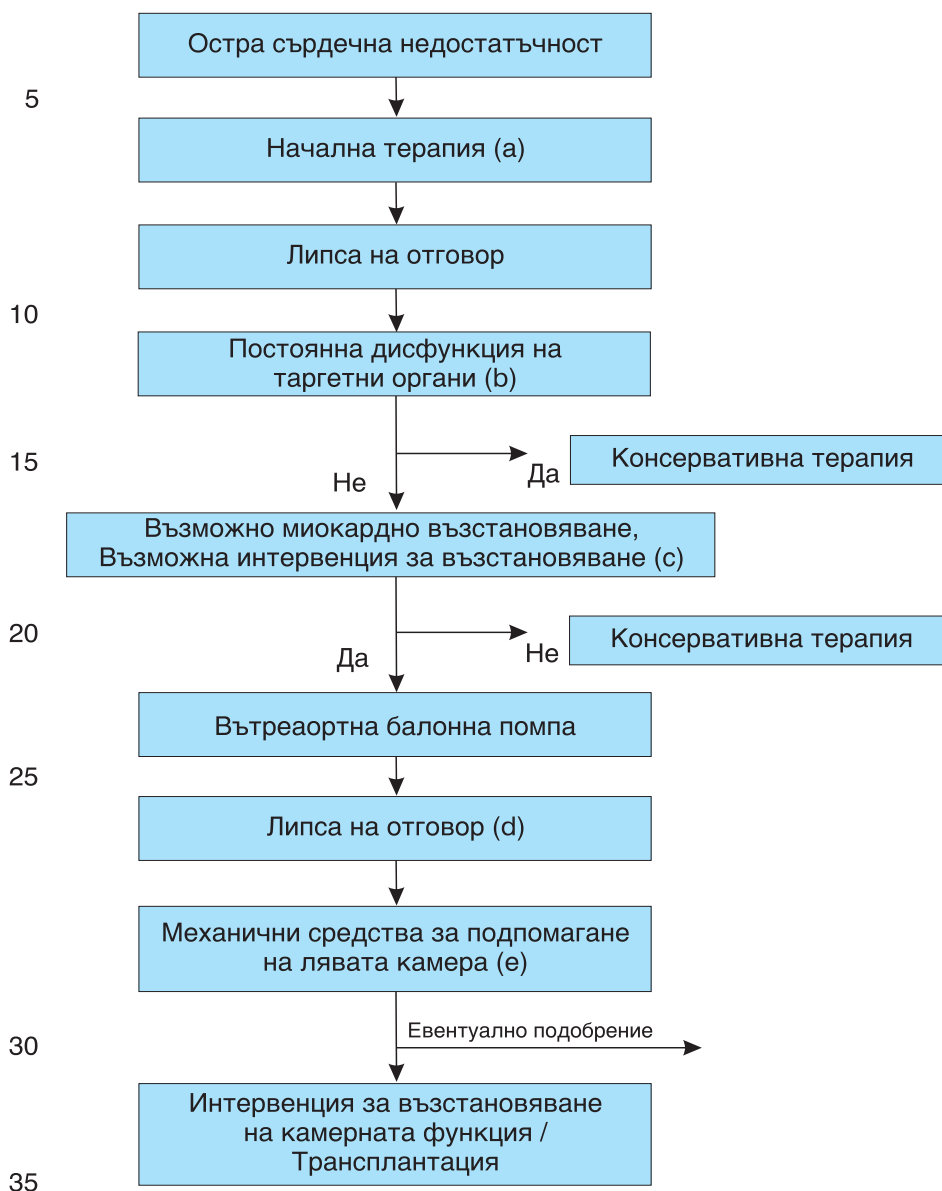 Остра сърдечна недостатъчност
5
Начална терапия (a)
Липса на отговор
10
Постоянна дисфункция на
таргетни органи (b)
15
Не
Да
Консервативна терапия
Възможно миокардно възстановяване,
Възможна интервенция за възстановяване (c)
20
Да
Не
Консервативна терапия
Вътреаортна балонна помпа
25
Липса на отговор (d)
Механични средства за подпомагане
на лявата камера (e)
30
Евентуално подобрение
Интервенция за възстановяване
на камерната функция /
Трансплантация
35